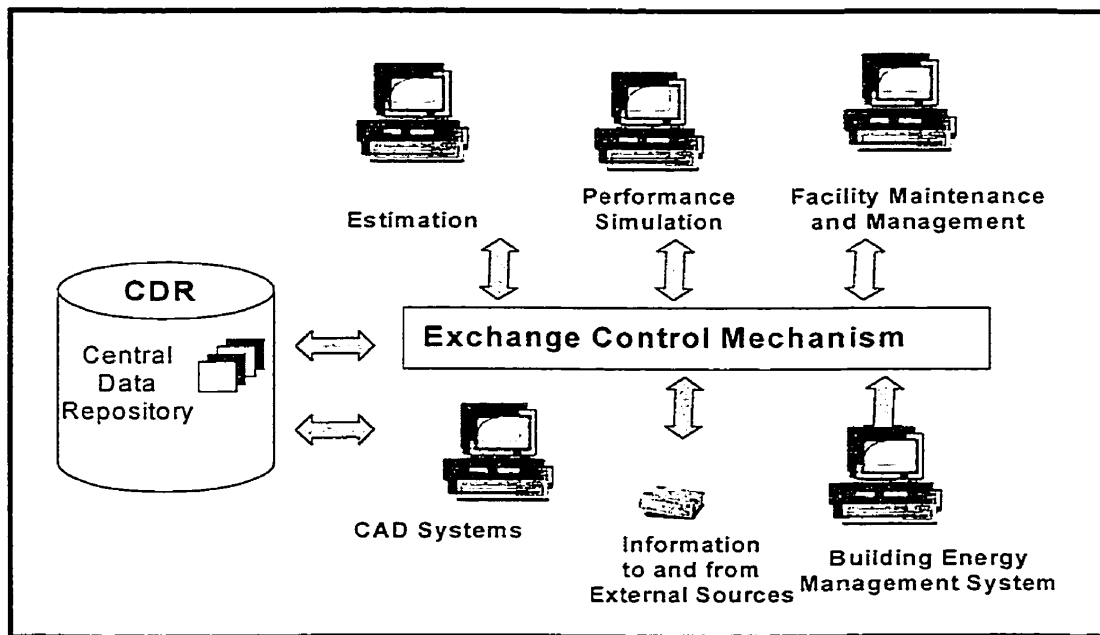 Estimation
Performance
Simulation
Facility Maintenance
and Management
CDR
Central
Data
Repository
Exchange Control Mechanism
CAD Systems
Information
to and from
External Sources
Building Energy
Management System